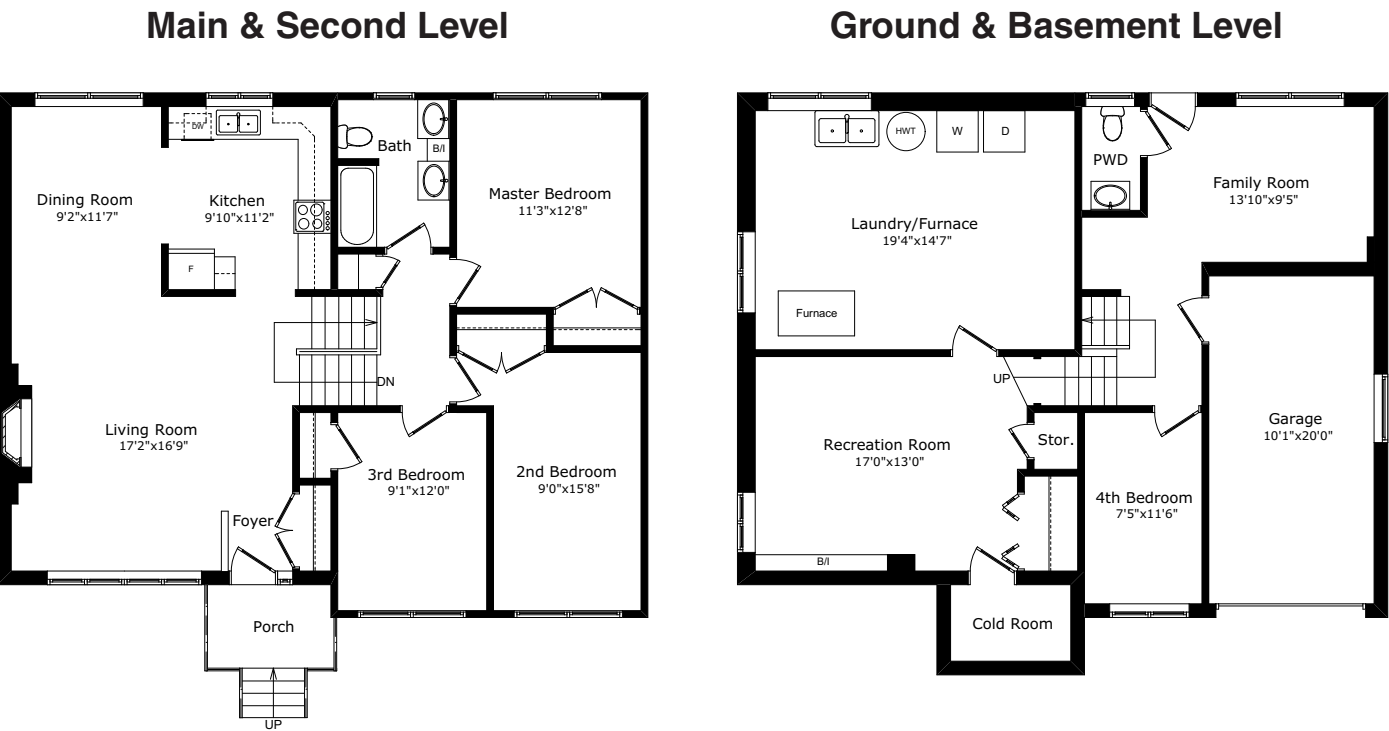 Main & Second Level
Ground & Basement Level
DW
Bath
B/I
Dining Room
9'2"x11'7"
Kitchen
9'10"x11'2"
Master Bedroom
11'3"x12'8"
F
DN
Living Room
17'2"x16'9"
3rd Bedroom
9'1"x12'0"
2nd Bedroom
9'0"x15'8"
Foyer
Porch
UP
HWT
W
D
PWD
Family Room
13'10"x9'5"
Laundry/Furnace
19'4"x14'7"
Furnace
UP
Recreation Room
17'0"x13'0"
Stor.
Garage
10'1"x20'0"
4th Bedroom
7'5"x11'6"
B/I
Cold Room